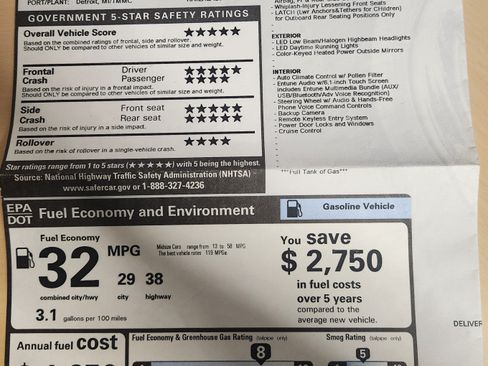 PORT/PLANT: Detroit, MI/TMMC
GOVERNMENT 5-STAR SAFETY RATINGS
Overall Vehicle Score ★★★★★
Based on the combined ratings of frontal, side and rollover.
Should ONLY be compared to other vehicles of similar size and weight.
Frontal Driver ★★★★★
Crash Passenger ★★★★
Based on the risk of injury in a frontal impact.
Should ONLY be compared to other vehicles of similar size and weight.
Side Front seat ★★★★★
Crash Rear seat ★★★★★
Based on the risk of injury in a side impact.
Rollover ★★★★
Based on the risk of rollover in a single-vehicle crash.
Star ratings range from 1 to 5 stars (★★★★★) with 5 being the highest.
Source: National Highway Traffic Safety Administration (NHTSA)
www.safercar.gov or 1-888-327-4236
- Whiplash-Injury Lessening Front Seats
- LATCH (Lwr Anchors&Tethers for Children)
for Outboard Rear Seating Positions Only
EXTERIOR
- LED Low Beam/Halogen Highbeam Headlights
- LED Daytime Running Lights
- Color-Keyed Heated Power Outside Mirrors
INTERIOR
- Auto Climate Control w/ Pollen Filter
- Entune Audio w/6.1-inch Touch Screen
includes Entune Multimedia Bundle (AUX/
USB/Bluetooth/Adv Voice Recognition)
- Steering Wheel w/ Audio & Hands-Free
Phone Voice Command Controls
- Backup Camera
- Remote Keyless Entry System
- Power Door Locks and Windows
- Cruise Control
***Full Tank of Gas***
EPA
DOT
Fuel Economy and Environment
Gasoline Vehicle
Fuel Economy
32 MPG
29 38
combined city/hwy city highway
3.1 gallons per 100 miles
Midsize Cars range from 13 to 58 MPG
The best vehicle rates 119 MPGe.
You save
$ 2,750
in fuel costs
over 5 years
compared to the
average new vehicle.
DELIVER
Annual fuel cost
Fuel Economy & Greenhouse Gas Rating (tailpipe only)
8
Smog Rating (tailpipe only)
5